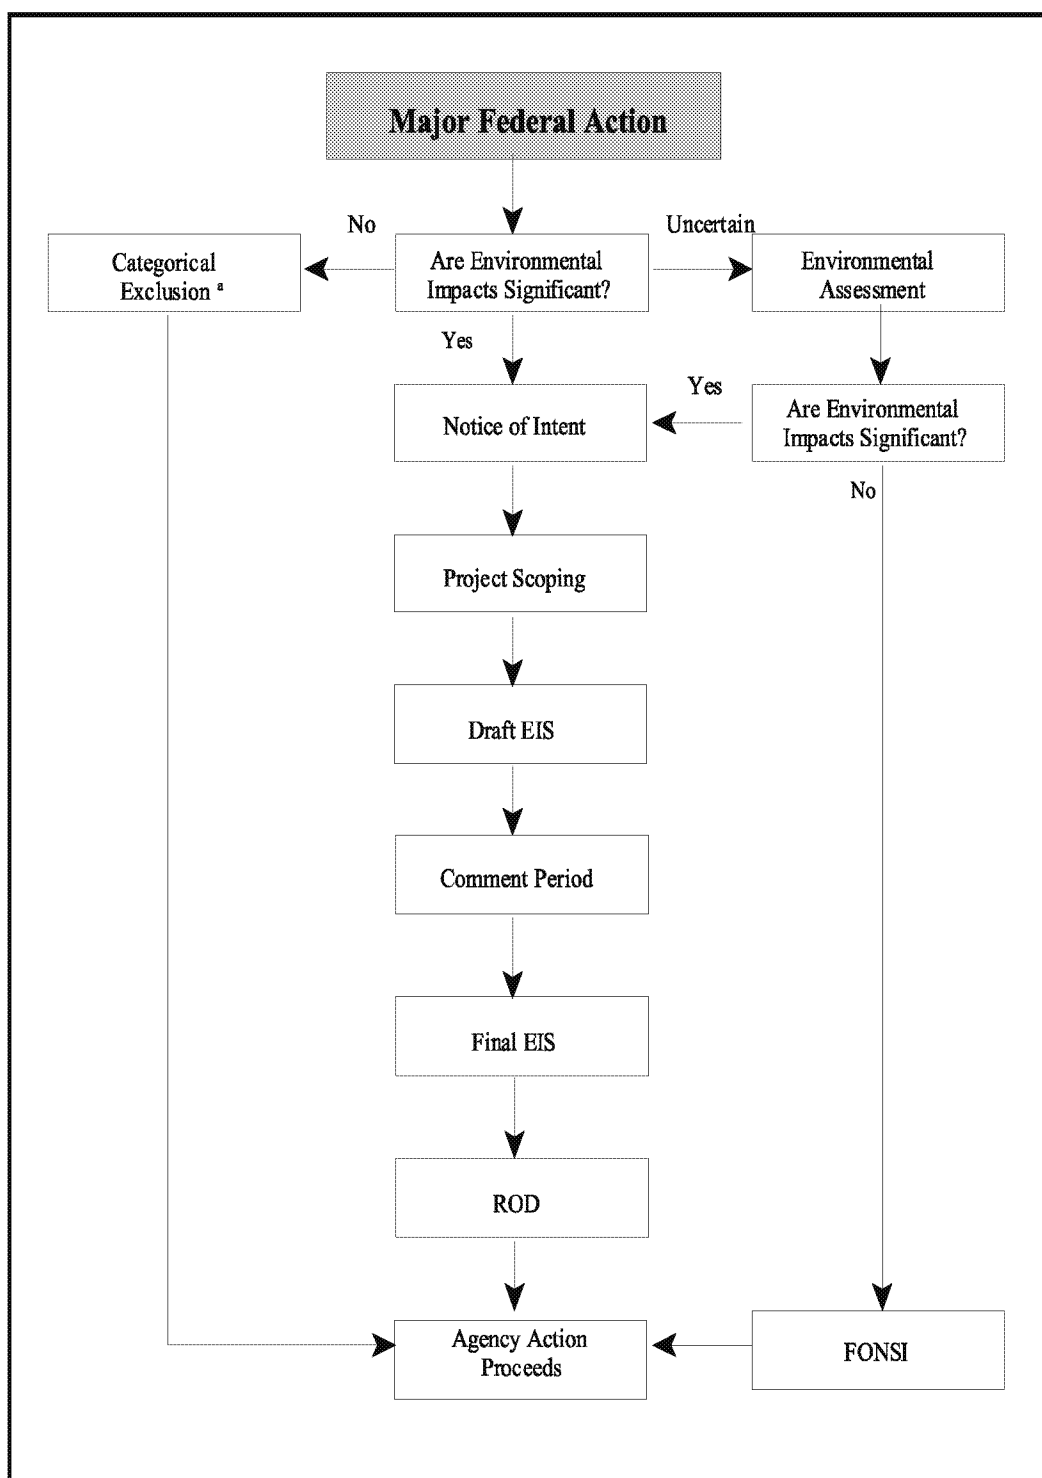 Major Federal Action
No
Uncertain
Categorical
Exclusion ª
Are Environmental
Impacts Significant?
Environmental
Assessment
Yes
Notice of Intent
Yes
Are Environmental
Impacts Significant?
No
Project Scoping
Draft EIS
Comment Period
Final EIS
ROD
Agency Action
Proceeds
FONSI